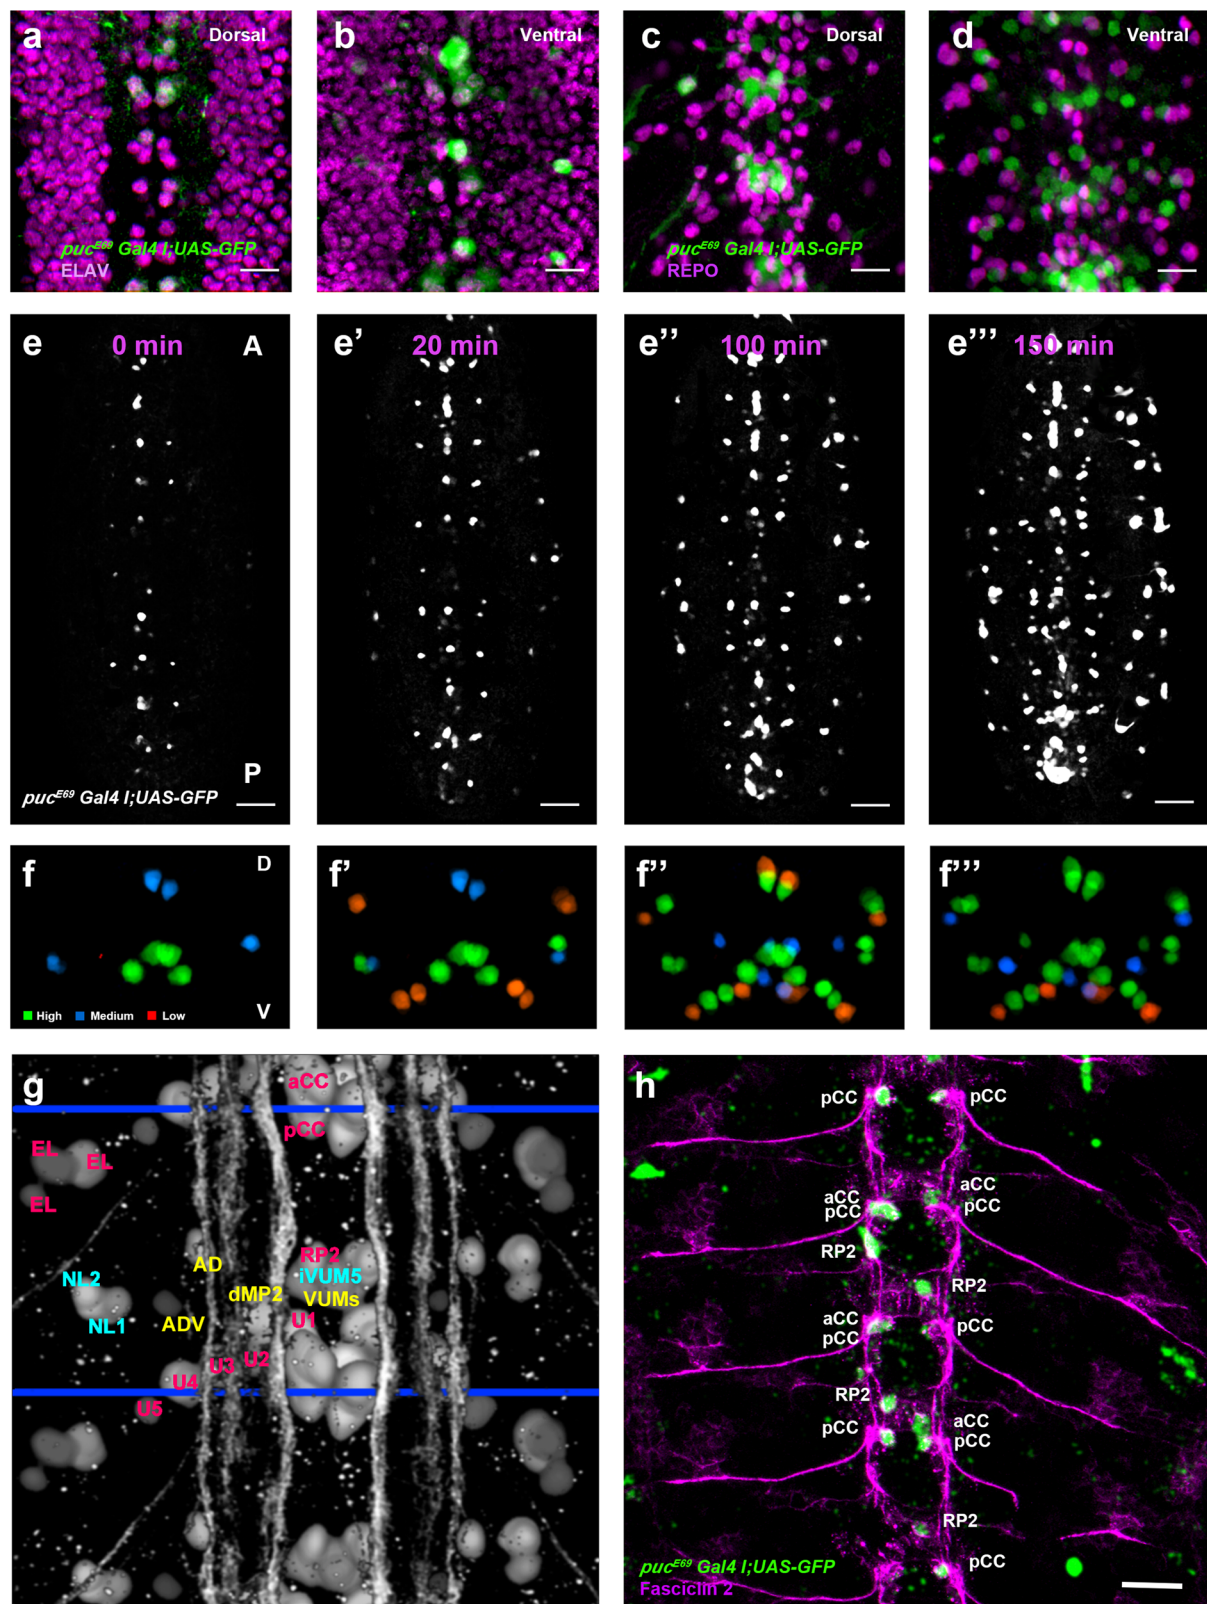 a
Dorsal
puc^E69 Gal4 I;UAS-GFP
ELAV
b
Ventral
c
Dorsal
puc^E69 Gal4 I;UAS-GFP
REPO
d
Ventral
e
0 min
A
P
puc^E69 Gal4 I;UAS-GFP
e'
20 min
e''
100 min
e'''
150 min
f
D
High
Medium
Low
V
f'
f''
f'''
g
aCC
pCC
EL
EL
EL
RP2
AD
iVUM5
NL2
dMP2
VUMs
NL1
ADV
U1
U3
U2
U4
U5
h
pCC
pCC
aCC
aCC
pCC
pCC
RP2
RP2
aCC
pCC
pCC
RP2
aCC
pCC
pCC
RP2
pCC
puc^E69 Gal4 I;UAS-GFP
Fasciclin 2